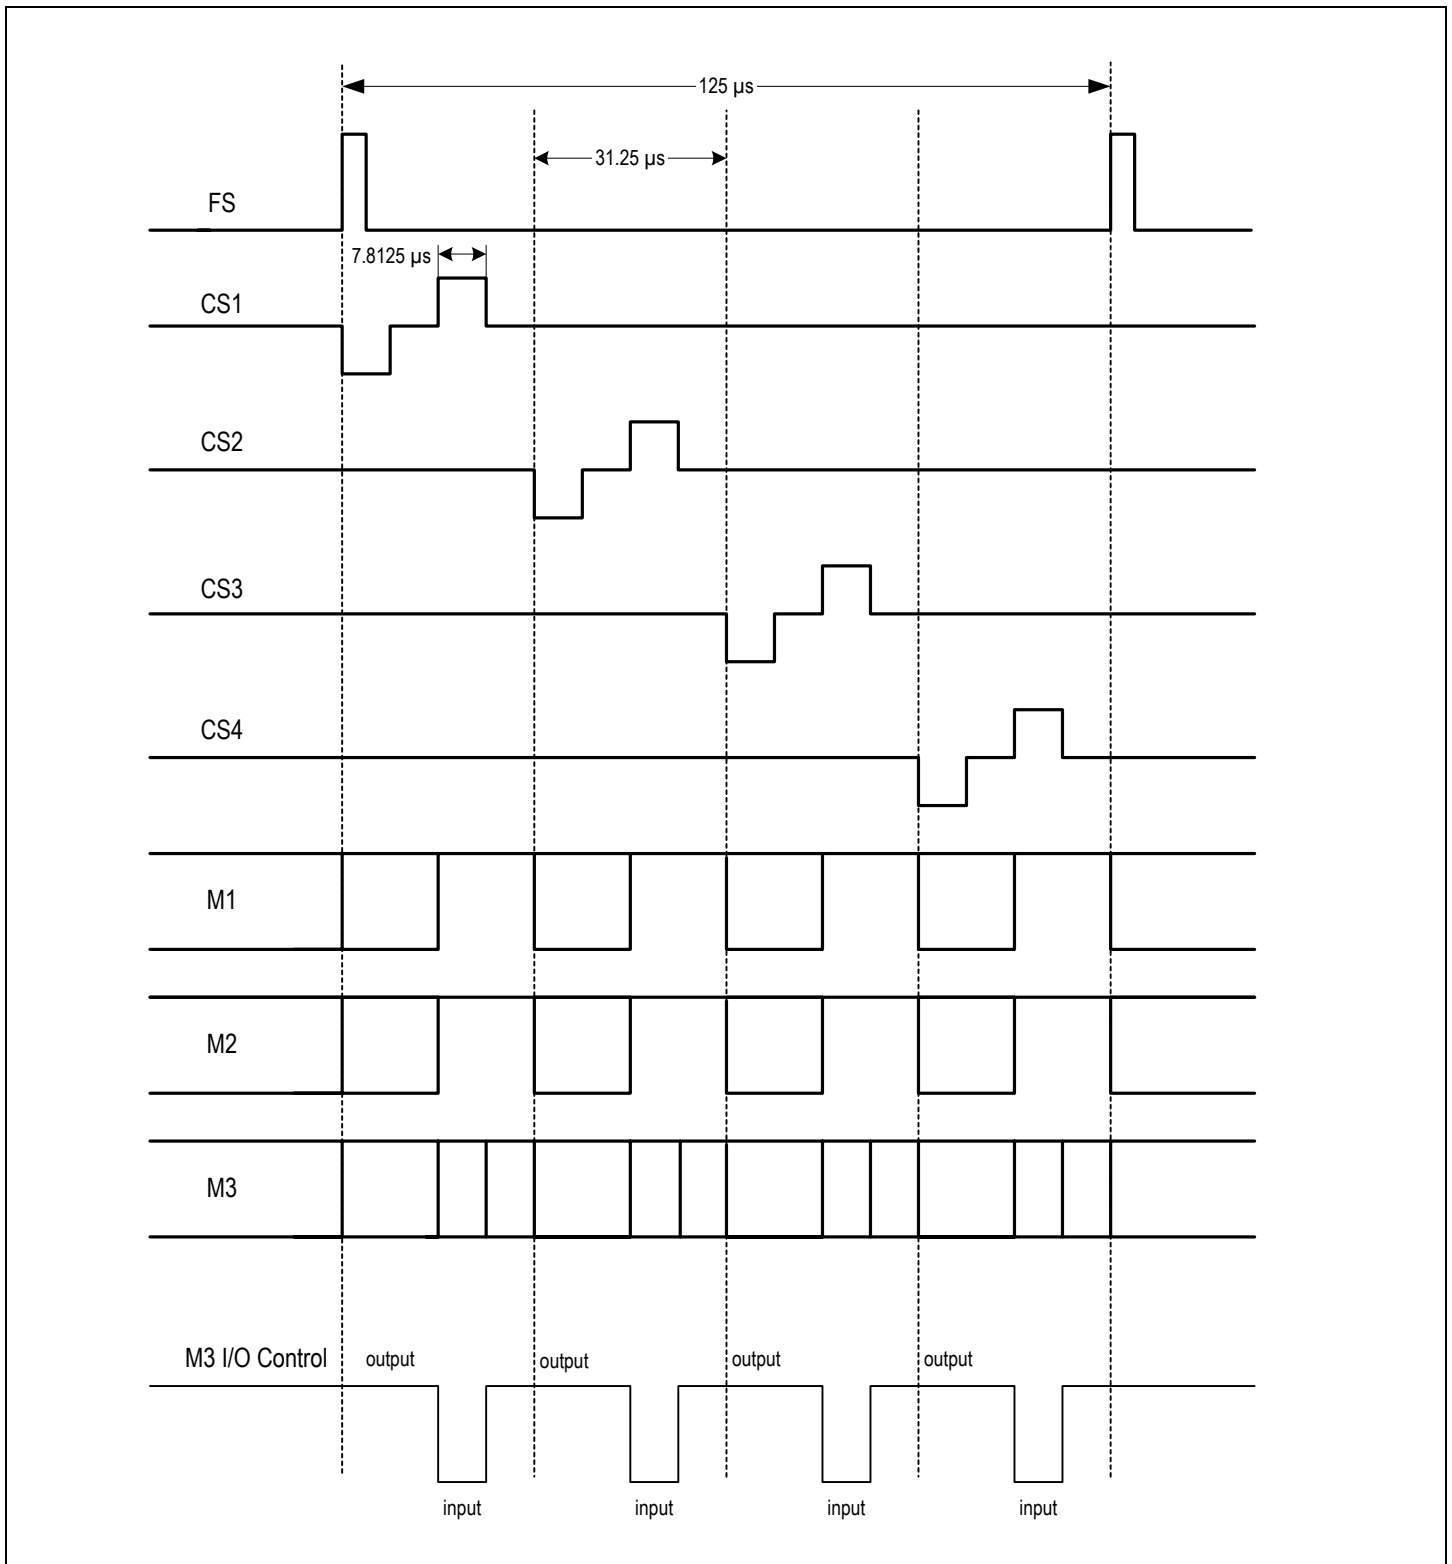 125 µs
31.25 µs
FS
7.8125 µs
CS1
CS2
CS3
CS4
M1
M2
M3
M3 I/O Control
output
output
output
output
input
input
input
input